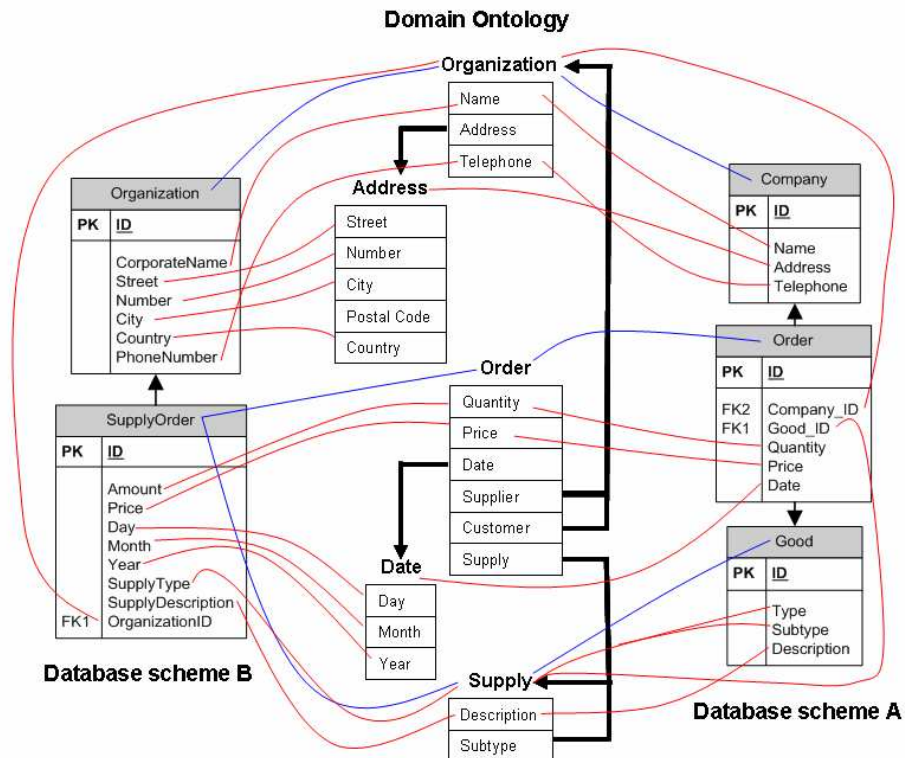 Domain Ontology
Organization
Name
Address
Telephone
Address
Street
Number
City
Postal Code
Country
Organization
PK ID
CorporateName
Street
Number
City
Country
PhoneNumber
SupplyOrder
PK ID
Amount
Price
Day
Month
Year
SupplyType
SupplyDescription
FK1 OrganizationID
Database scheme B
Order
Quantity
Price
Date
Supplier
Customer
Supply
Date
Day
Month
Year
Supply
Description
Subtype
Company
PK ID
Name
Address
Telephone
Order
PK ID
FK2 Company_ID
FK1 Good_ID
Quantity
Price
Date
Good
PK ID
Type
Subtype
Description
Database scheme A